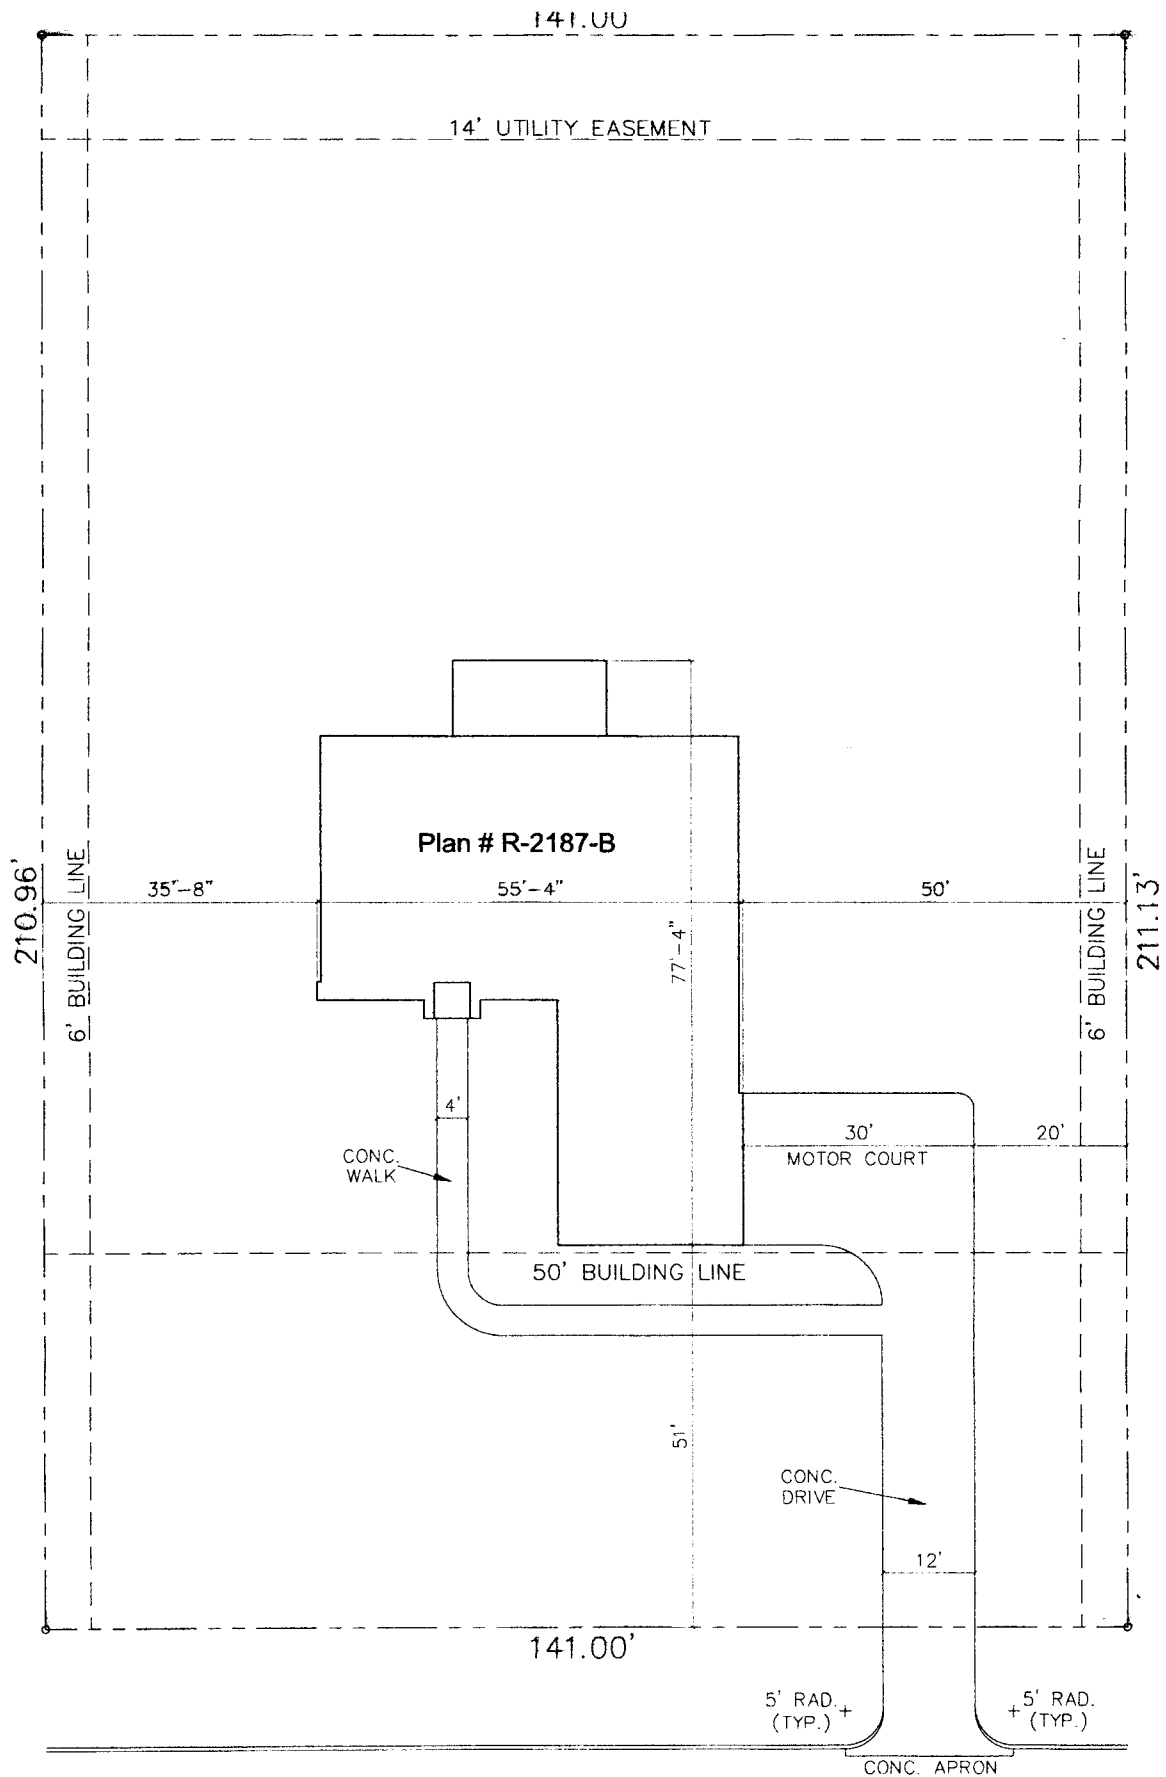 141.00
14' UTILITY EASEMENT
Plan # R-2187-B
35'-8"
55'-4"
50'
210.96'
6' BUILDING LINE
77'-4"
6' BUILDING LINE
211.13'
4'
30'
20'
MOTOR COURT
CONC.
WALK
50' BUILDING LINE
51'
CONC.
DRIVE
12'
141.00'
5' RAD.
(TYP.)
5' RAD.
(TYP.)
CONC. APRON